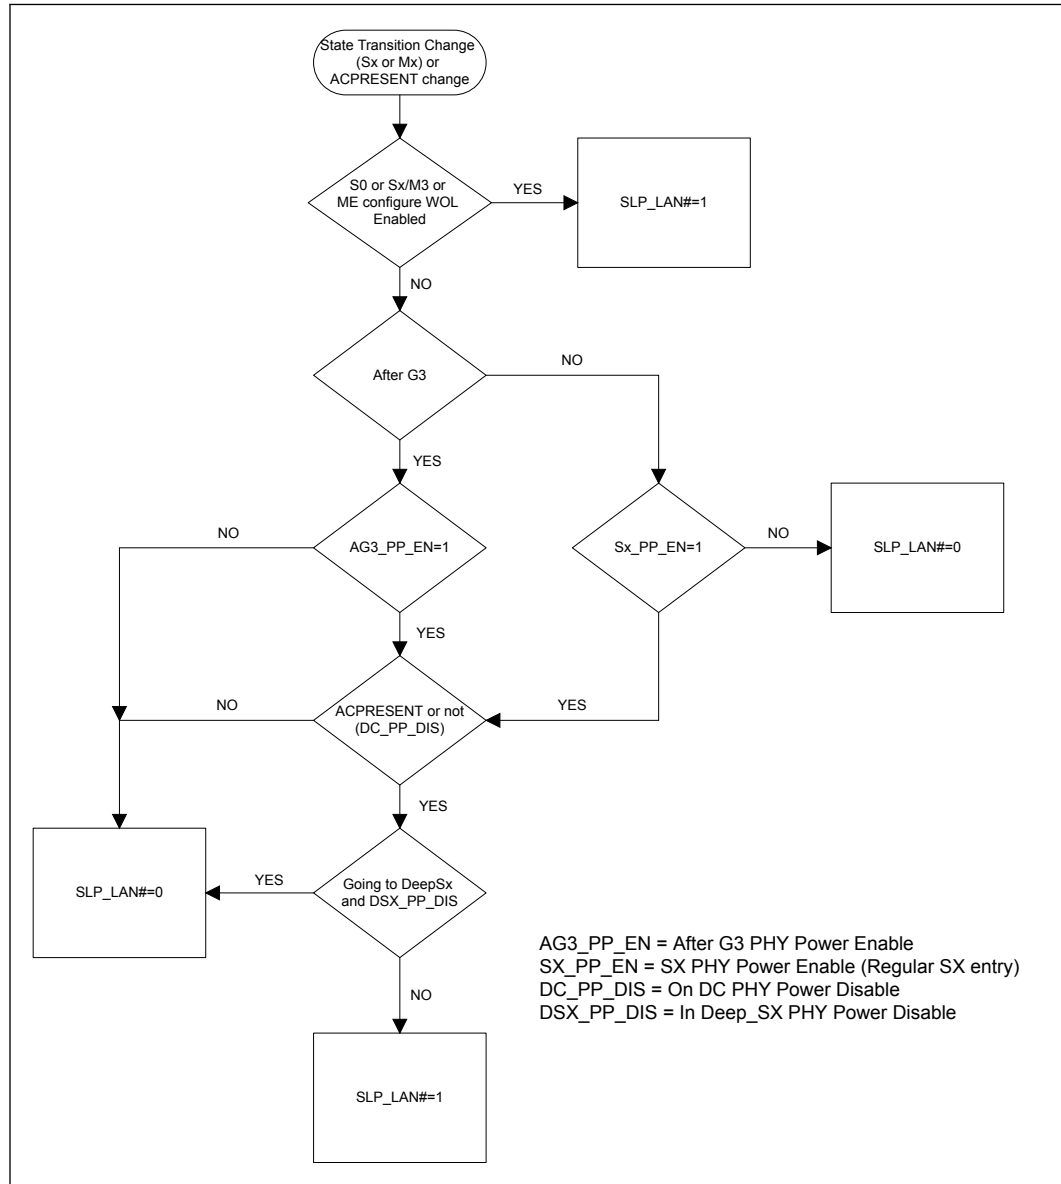 State Transition Change
(Sx or Mx) or
ACPRESENT change
S0 or Sx/M3 or
ME configure WOL
Enabled
YES
SLP_LAN#=1
NO
After G3
NO
YES
NO
AG3_PP_EN=1
Sx_PP_EN=1
NO
SLP_LAN#=0
YES
NO
ACPRESENT or not
(DC_PP_DIS)
YES
YES
SLP_LAN#=0
YES
Going to DeepSx
and DSX_PP_DIS
NO
AG3_PP_EN = After G3 PHY Power Enable
SX_PP_EN = SX PHY Power Enable (Regular SX entry)
DC_PP_DIS = On DC PHY Power Disable
DSX_PP_DIS = In Deep_SX PHY Power Disable
SLP_LAN#=1